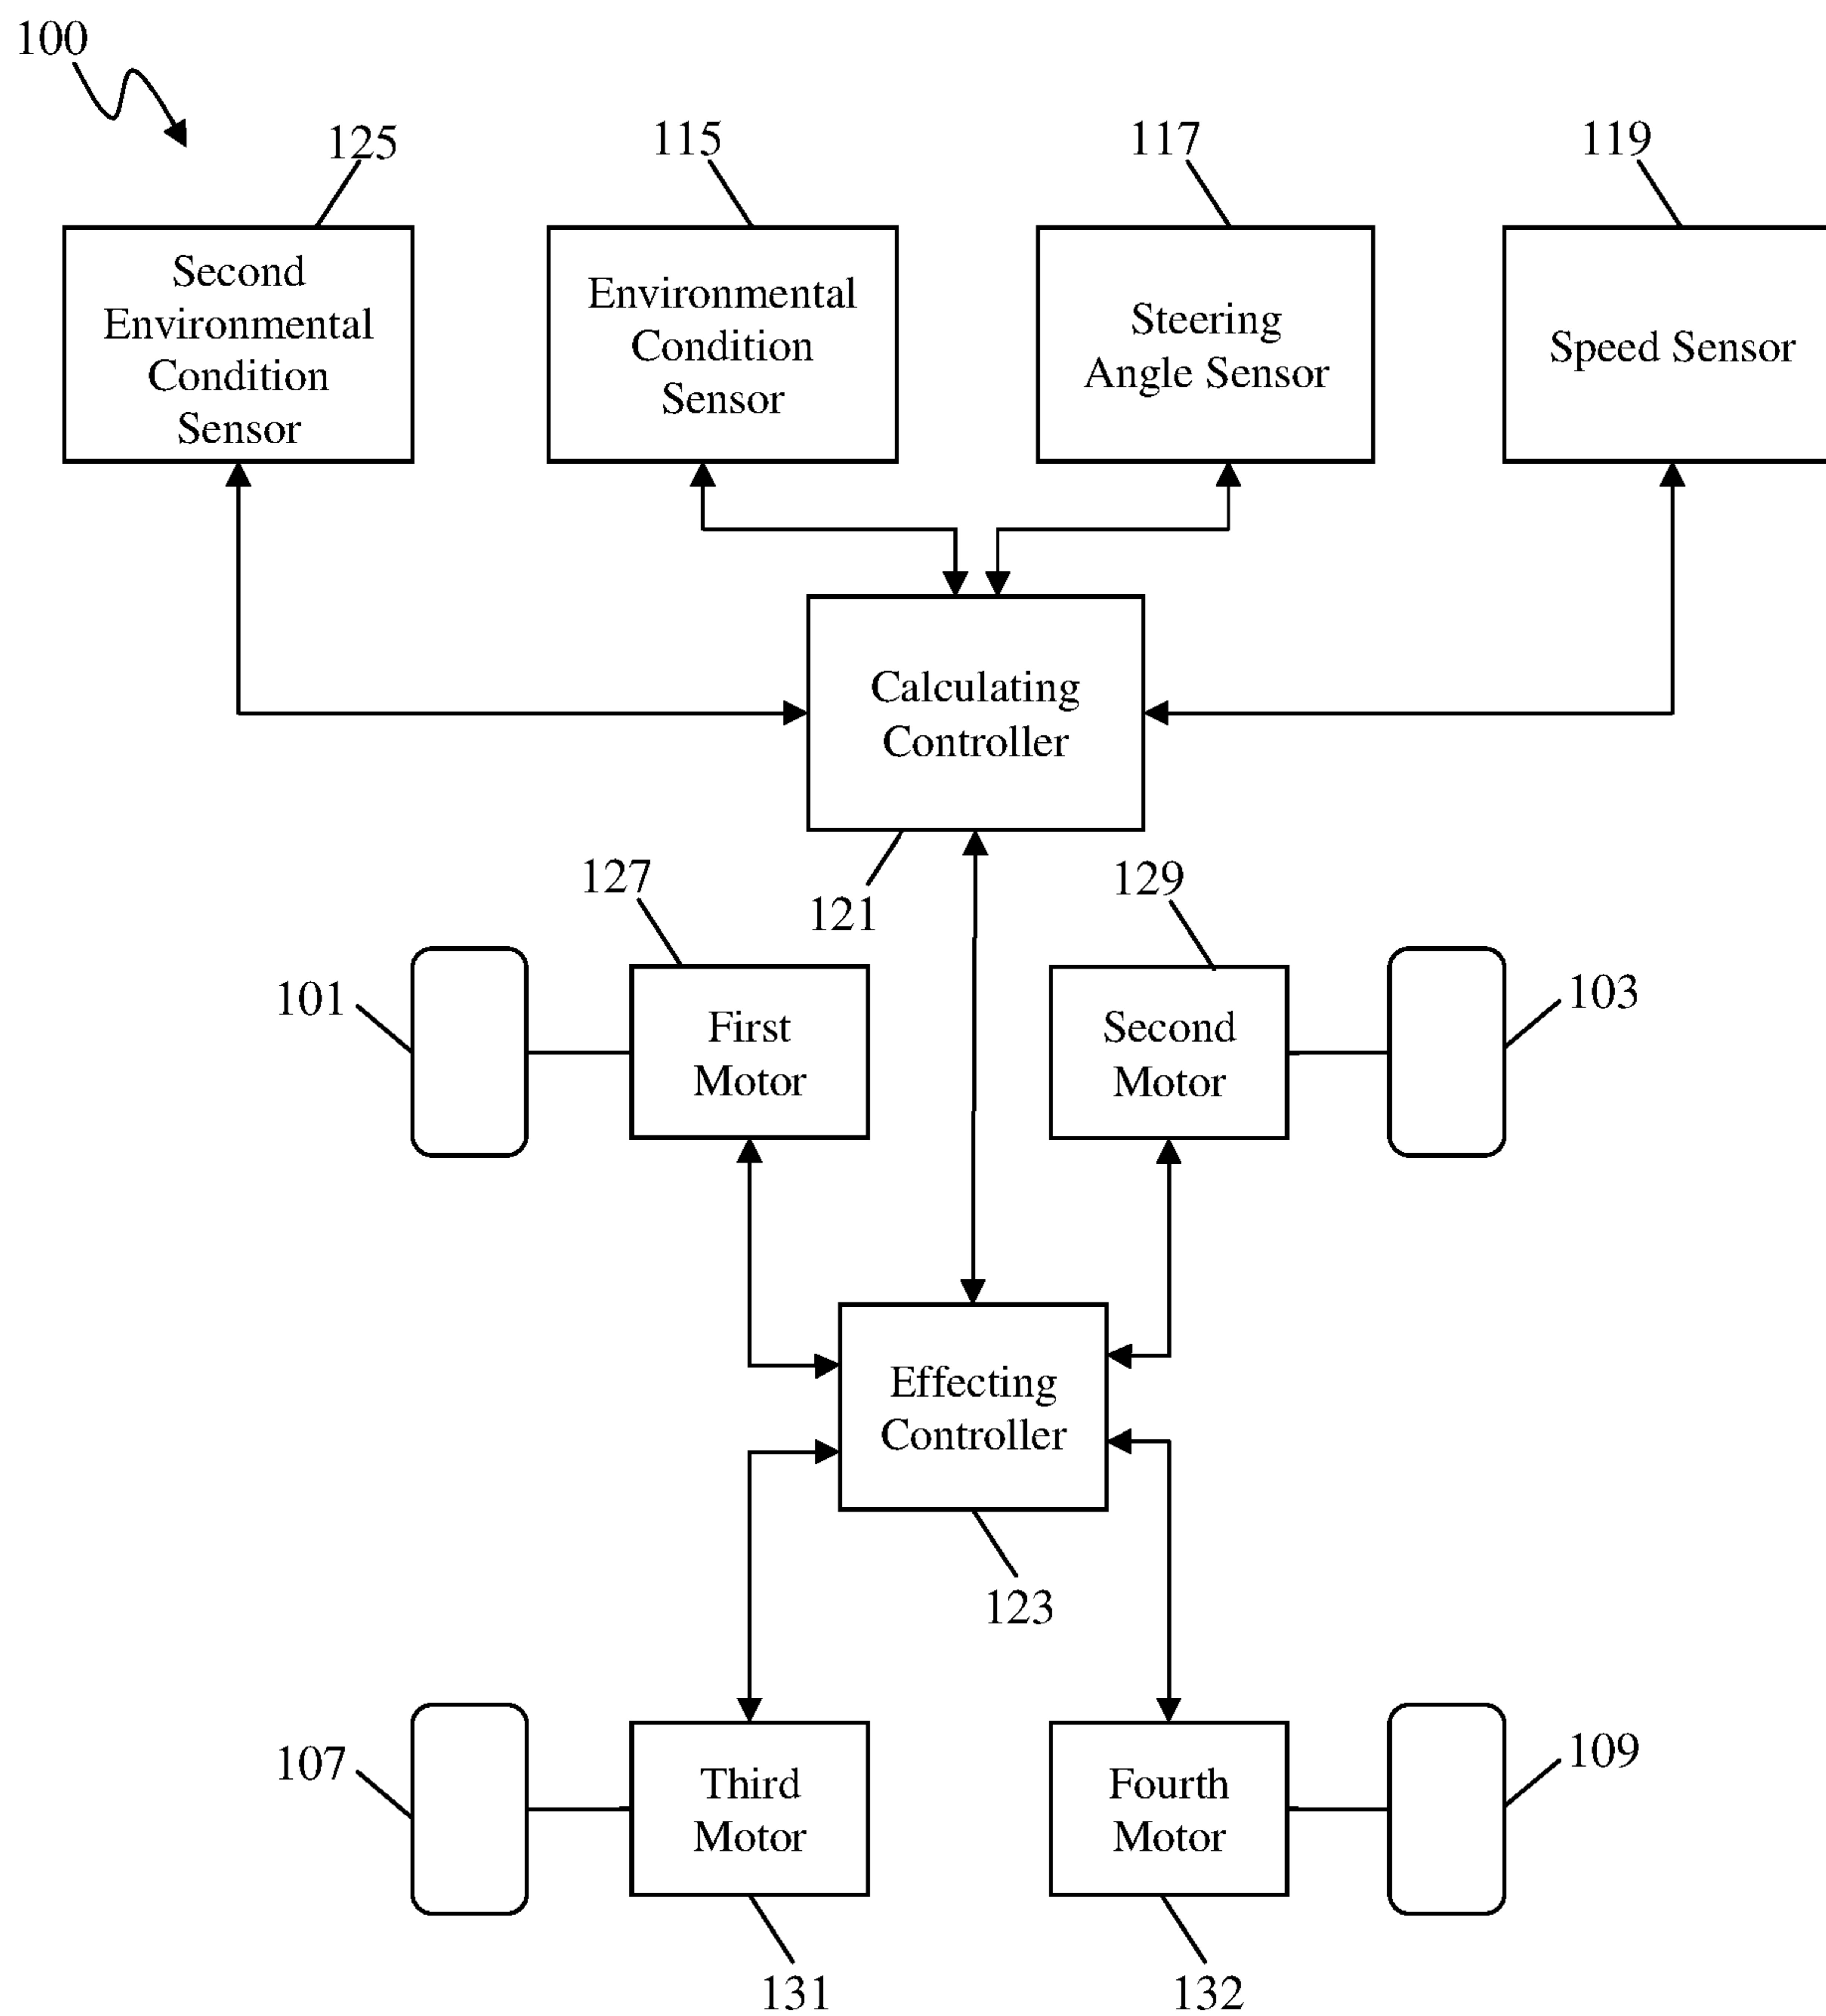 100
125
115
117
119
Second
Environmental
Condition
Sensor
Environmental
Condition
Sensor
Steering
Angle Sensor
Speed Sensor
Calculating
Controller
121
127
129
101
First
Motor
Second
Motor
103
Effecting
Controller
123
107
Third
Motor
Fourth
Motor
109
131
132